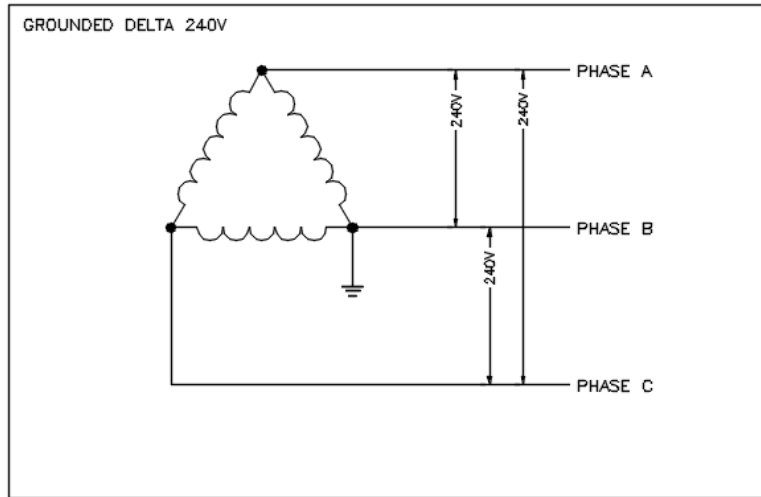 GROUNDED DELTA 240V
PHASE A
240V
240V
PHASE B
240V
PHASE C